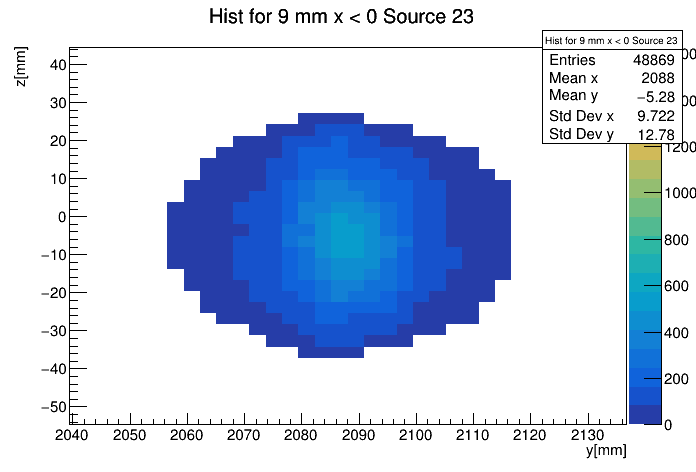 Hist for 9 mm x < 0 Source 23
z[mm]
Hist for 9 mm x < 0 Source 23
Entries 48869
Mean x 2088
Mean y −5.28
Std Dev x 9.722
Std Dev y 12.78
40
30
20
10
0
−10
−20
−30
−40
−50
1200
1000
800
600
400
200
0
2040 2050 2060 2070 2080 2090 2100 2110 2120 2130
y[mm]